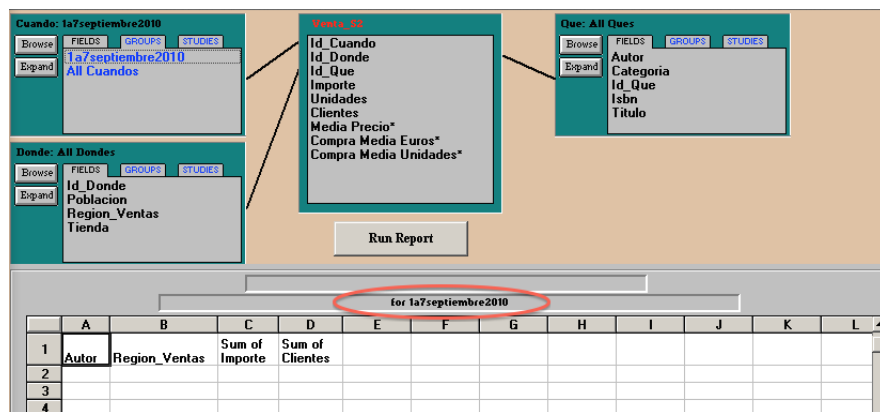 Cuando: 1a7septiembre2010
Browse
FIELDS GROUPS STUDIES
Expand
1a7septiembre2010
All Cuandos
Venta_52
Id_Cuando
Id_Donde
Id_Que
Importe
Unidades
Clientes
Media Precio*
Compra Media Euros*
Compra Media Unidades*
Que: All Ques
Browse
FIELDS GROUPS STUDIES
Expand
Autor
Categoria
Id_Que
Isbn
Titulo
Donde: All Dondes
Browse
FIELDS GROUPS STUDIES
Expand
Id_Donde
Poblacion
Region_Ventas
Tienda
Run Report
for 1a7septiembre2010
A B C D E F G H I J K L
1 Autor Region_Ventas Sum of Importe Sum of Clientes
2
3
4